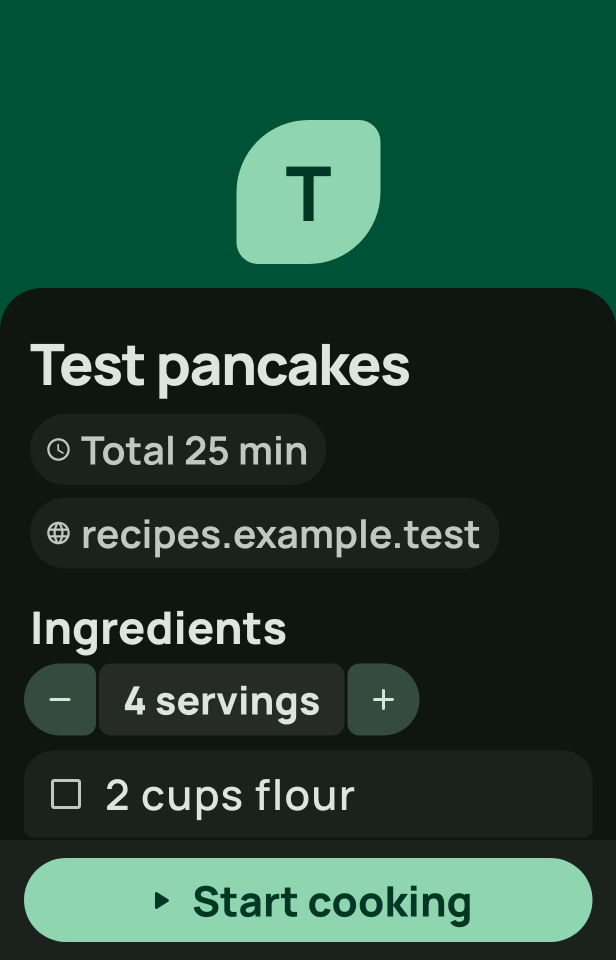 T
Test pancakes
Total 25 min
recipes.example.test
Ingredients
− 4 servings +
2 cups flour
Start cooking